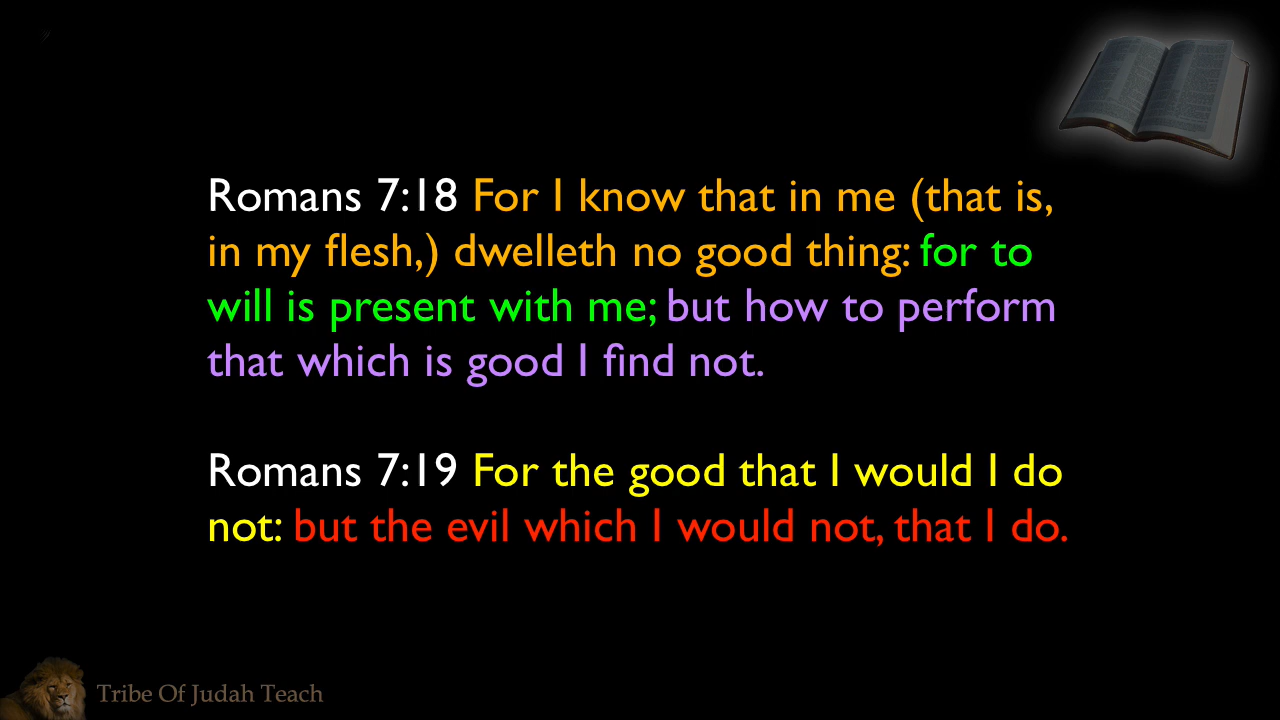 Romans 7:18 For I know that in me (that is,
in my flesh,) dwelleth no good thing: for to
will is present with me; but how to perform
that which is good I find not.
Romans 7:19 For the good that I would I do
not: but the evil which I would not, that I do.
Tribe Of Judah Teach